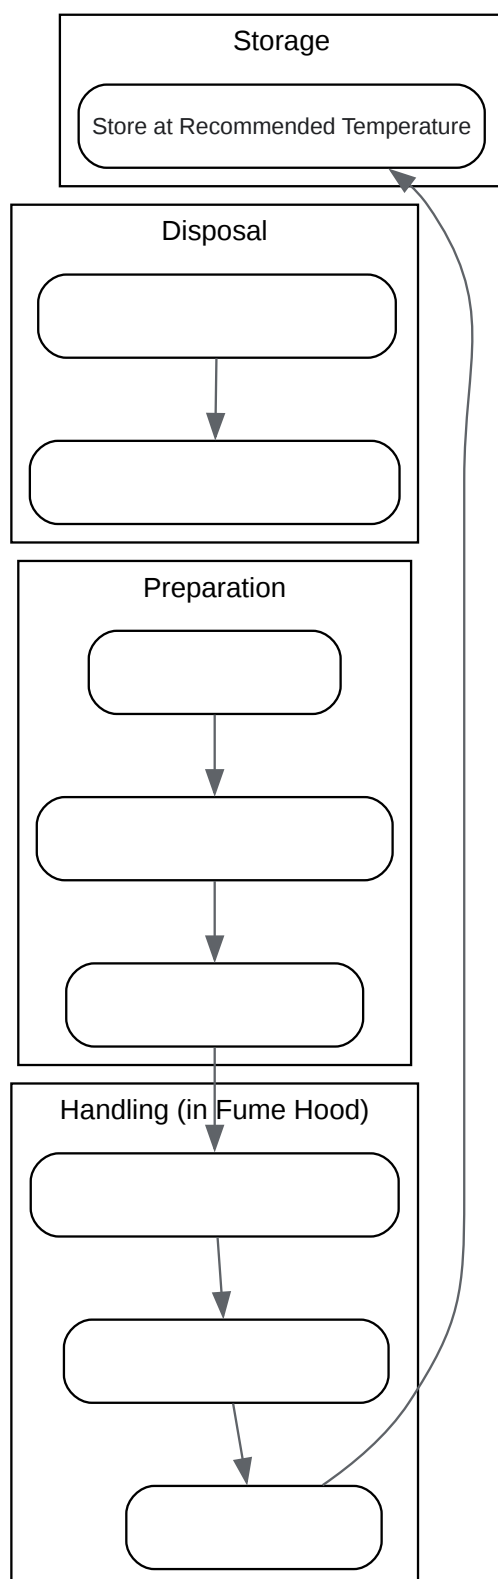 Storage
Store at Recommended Temperature
Disposal
Preparation
Handling (in Fume Hood)